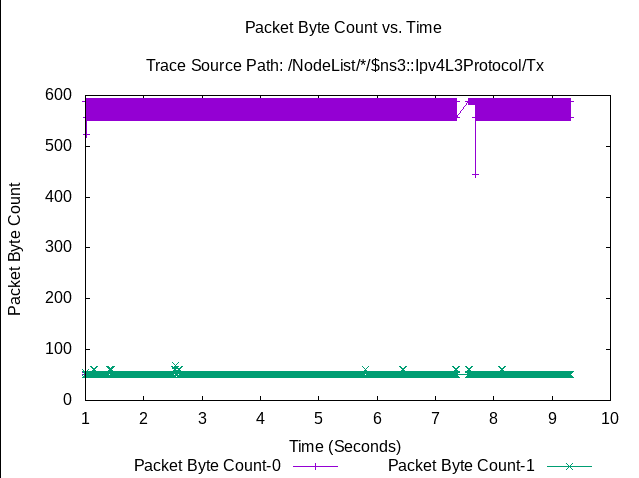 Packet Byte Count vs. Time
Trace Source Path: /NodeList/*/$ns3::Ipv4L3Protocol/Tx
600
500
400
300
200
100
0
Packet Byte Count
1 2 3 4 5 6 7 8 9 10
Time (Seconds)
Packet Byte Count-0 Packet Byte Count-1